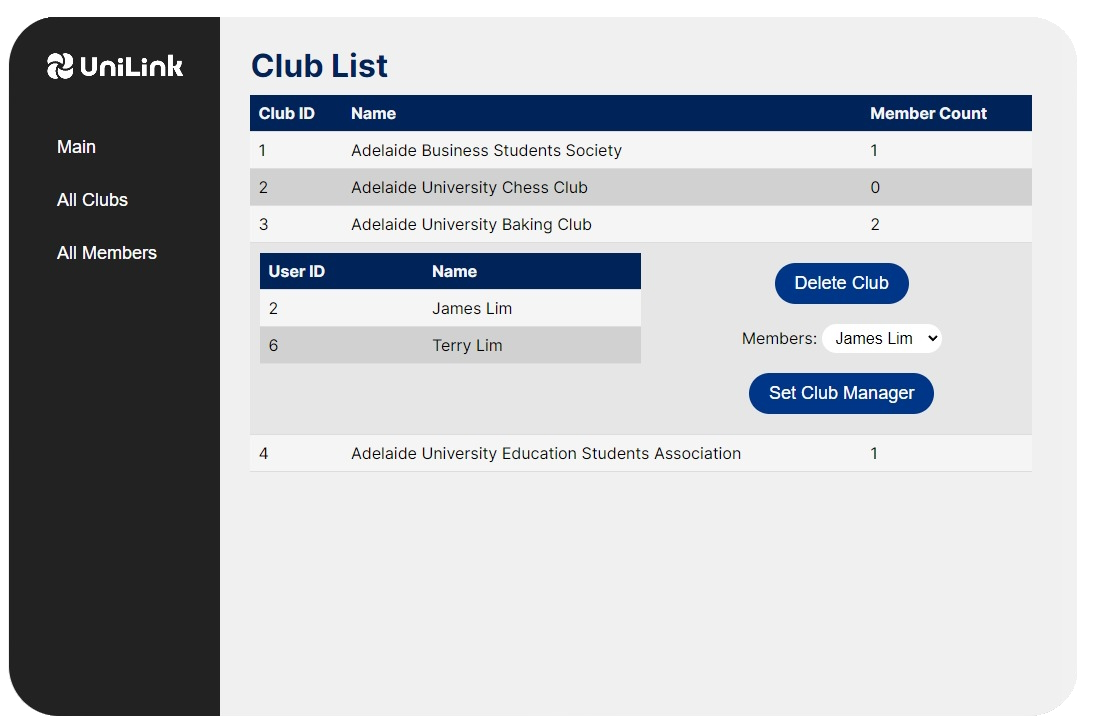 UniLink
Main
All Clubs
All Members
Club List
Club ID Name Member Count
1 Adelaide Business Students Society 1
2 Adelaide University Chess Club 0
3 Adelaide University Baking Club 2
User ID Name
2 James Lim
6 Terry Lim
Delete Club
Members: James Lim
Set Club Manager
4 Adelaide University Education Students Association 1